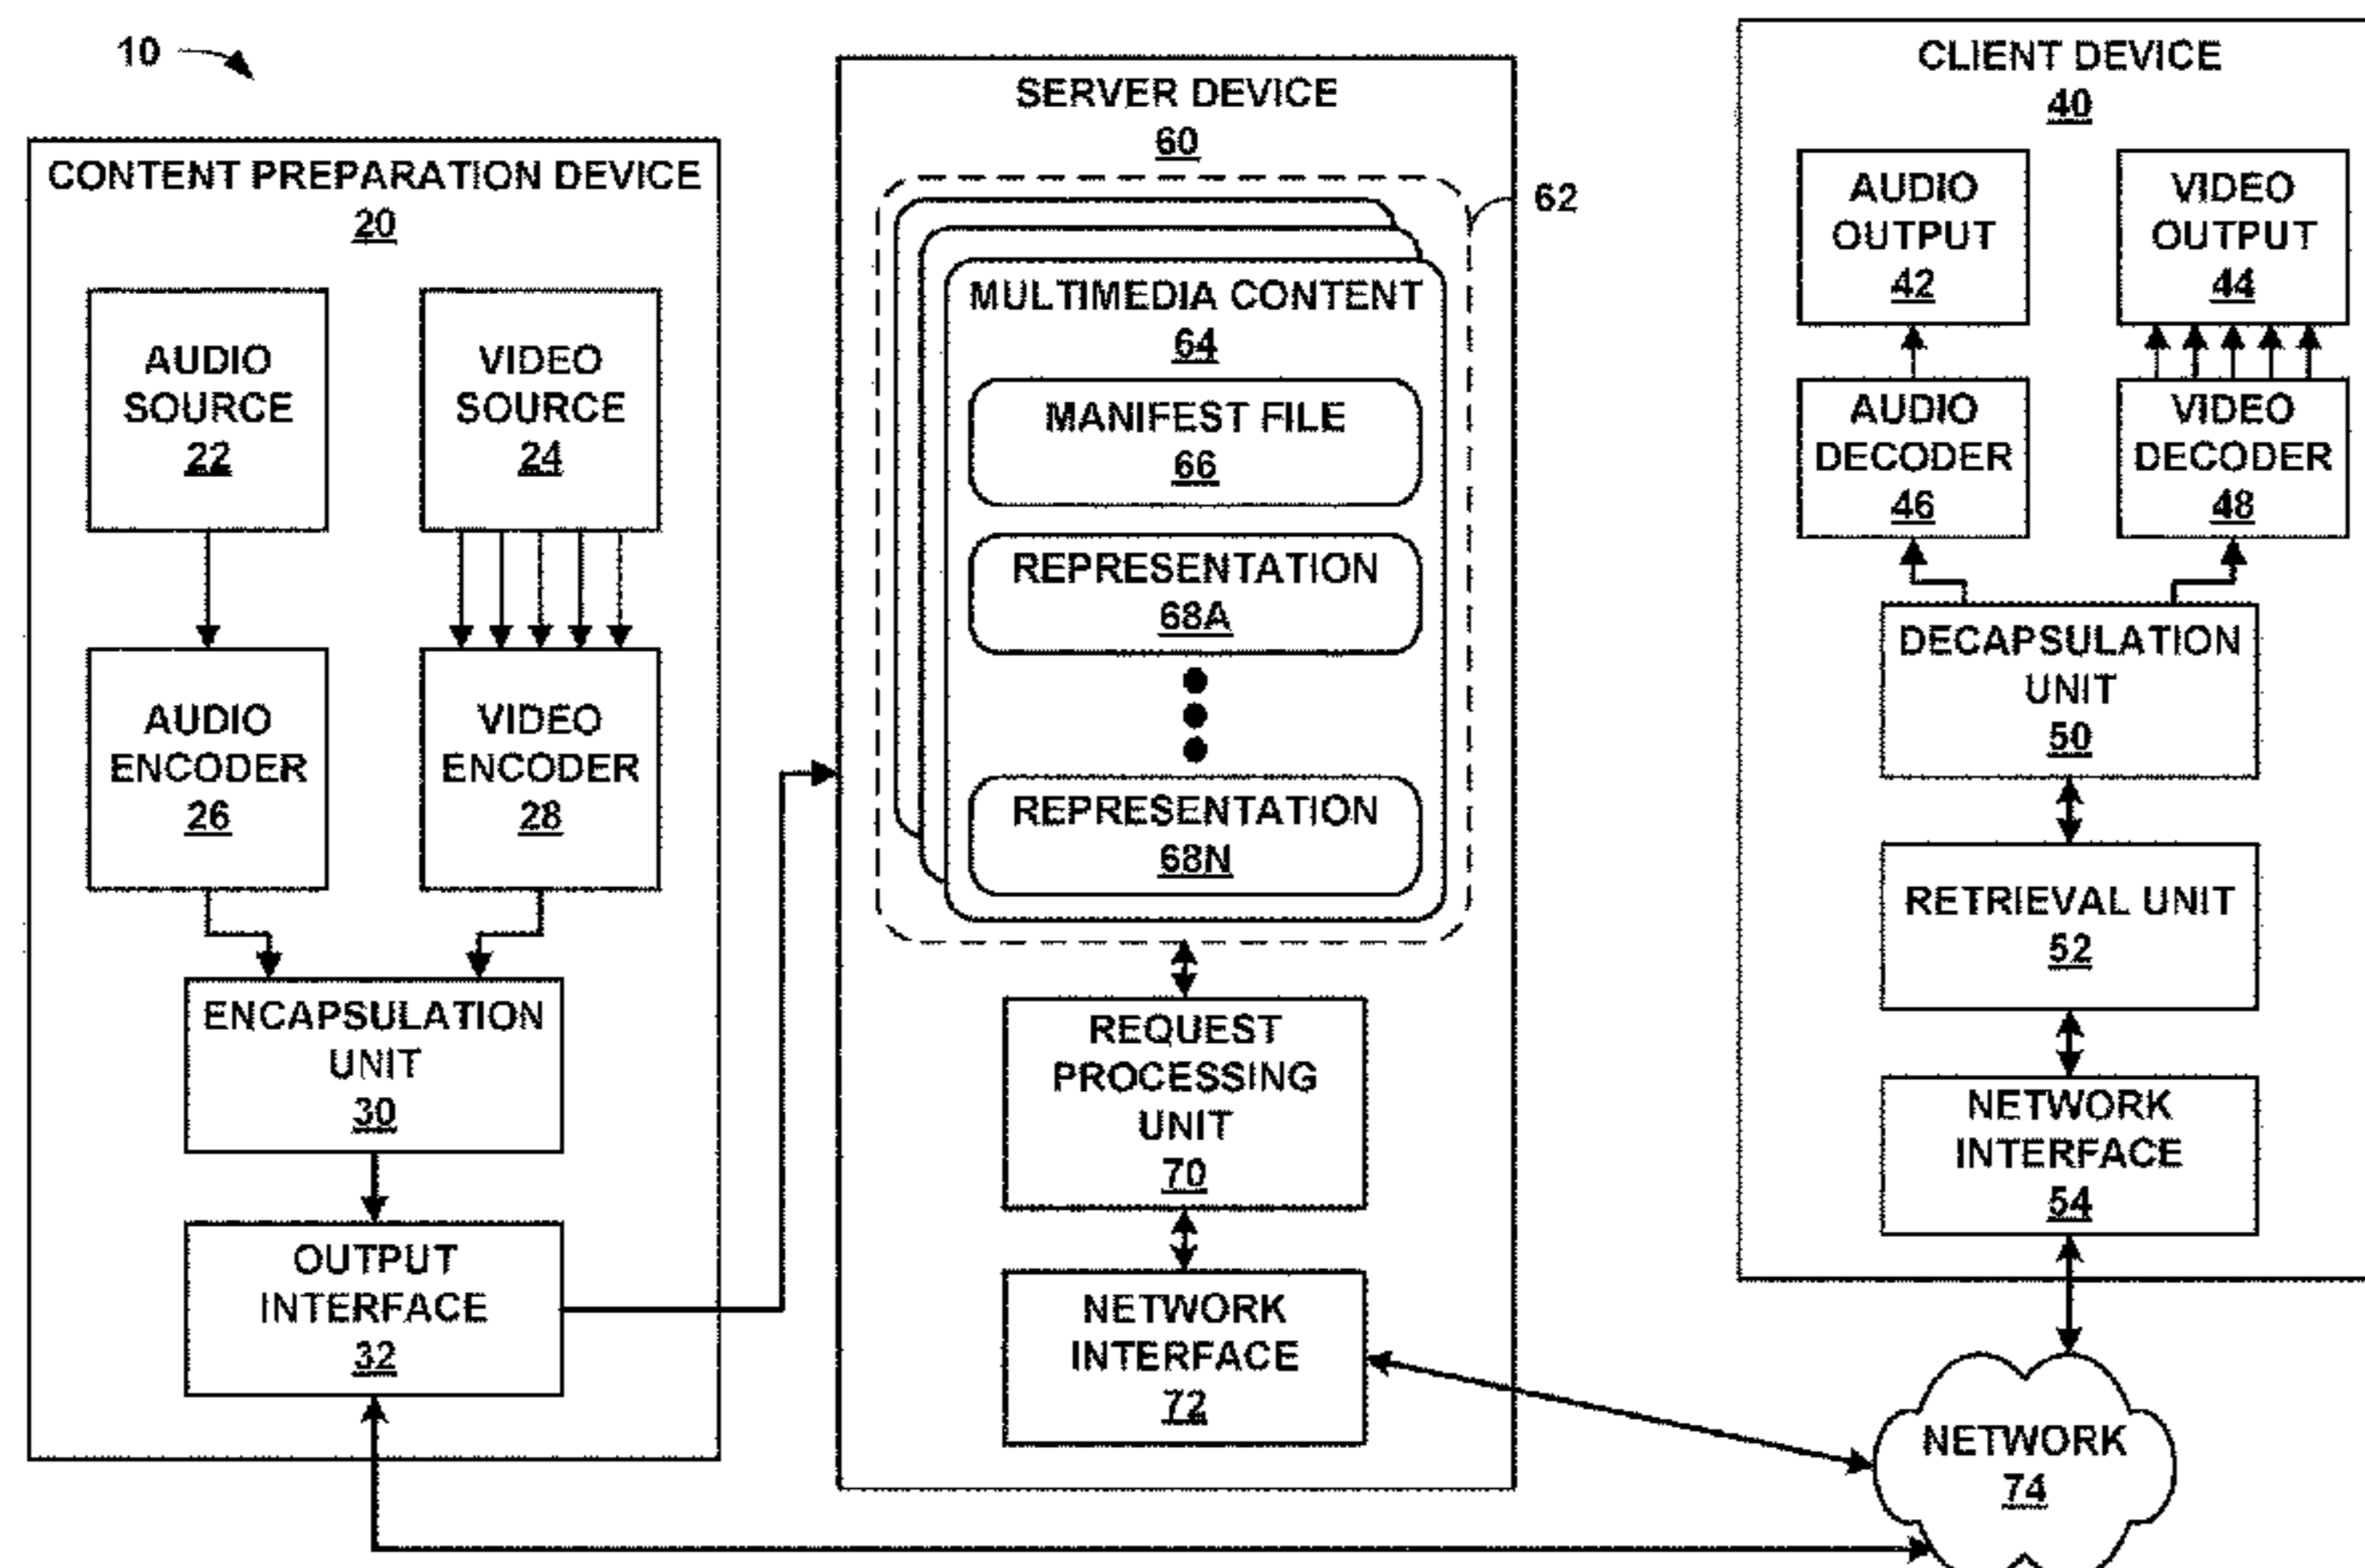 10
CONTENT PREPARATION DEVICE
20
AUDIO
SOURCE
22
VIDEO
SOURCE
24
AUDIO
ENCODER
26
VIDEO
ENCODER
28
ENCAPSULATION
UNIT
30
OUTPUT
INTERFACE
32
SERVER DEVICE
60
62
MULTIMEDIA CONTENT
64
MANIFEST FILE
66
REPRESENTATION
68A
REPRESENTATION
68N
REQUEST
PROCESSING
UNIT
70
NETWORK
INTERFACE
72
CLIENT DEVICE
40
AUDIO
OUTPUT
42
VIDEO
OUTPUT
44
AUDIO
DECODER
46
VIDEO
DECODER
48
DECAPSULATION
UNIT
50
RETRIEVAL UNIT
52
NETWORK
INTERFACE
54
NETWORK
74